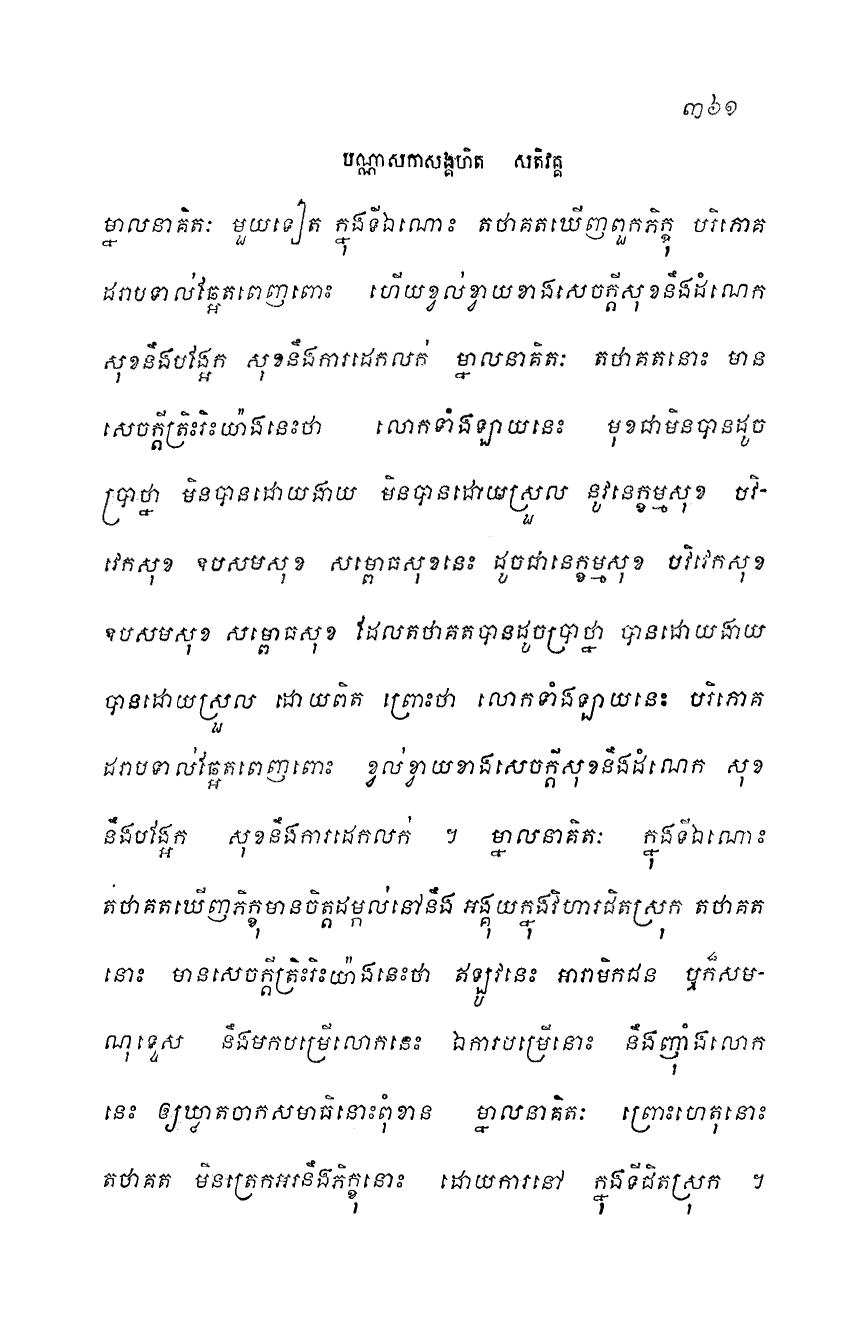 ៣៦១
បណ្ណាសកាសង្គហិត សតិវគ្គ
ម្នាលនាគិតៈ មួយទៀត ក្នុងទីឯណោះ តថាគតឃើញពួកភិក្ខុ បរិភោគ
ដរាបទាល់ឆ្អែតពេញពោះ ហើយខ្វល់ខ្វាយខាងសេចក្តីសុខនឹងដំណេក
សុខនឹងបង្អែក សុខនឹងការដេកលក់ ម្នាលនាគិតៈ តថាគតនោះ មាន
សេចក្តីត្រិះរិះយ៉ាងនេះថា លោកទាំងឡាយនេះ មុខជាមិនបានដូច
ប្រាថ្នា មិនបានដោយងាយ មិនបានដោយស្រួល នូវនេក្ខម្មសុខ បវិ-
វេកសុខ ឧបសមសុខ សម្ពោធសុខនេះ ដូចជានេក្ខម្មសុខ បវិវេកសុខ
ឧបសមសុខ សម្ពោធសុខ ដែលតថាគតបានដូចប្រាថ្នា បានដោយងាយ
បានដោយស្រួល ដោយពិត ព្រោះថា លោកទាំងឡាយនេះ បរិភោគ
ដរាបទាល់ឆ្អែតពេញពោះ ខ្វល់ខ្វាយខាងសេចក្តីសុខនឹងដំណេក សុខ
នឹងបង្អែក សុខនឹងការដេកលក់ ។ ម្នាលនាគិតៈ ក្នុងទីឯណោះ
តថាគតឃើញភិក្ខុមានចិត្តដម្កល់នៅនឹង អង្គុយក្នុងវិហារជិតស្រុក តថាគត
នោះ មានសេចក្តីត្រិះរិះយ៉ាងនេះថា ឥឡូវនេះ អារាមិកជន ឬក៏សម-
ណុទ្ទេស នឹងមកបម្រើលោកនេះ ឯការបម្រើនោះ នឹងញ៉ាំងលោក
នេះ ឲ្យឃ្លាតចាកសមាធិនោះពុំខាន ម្នាលនាគិតៈ ព្រោះហេតុនោះ
តថាគត មិនត្រេកអរនឹងភិក្ខុនោះ ដោយការនៅ ក្នុងទីជិតស្រុក ។